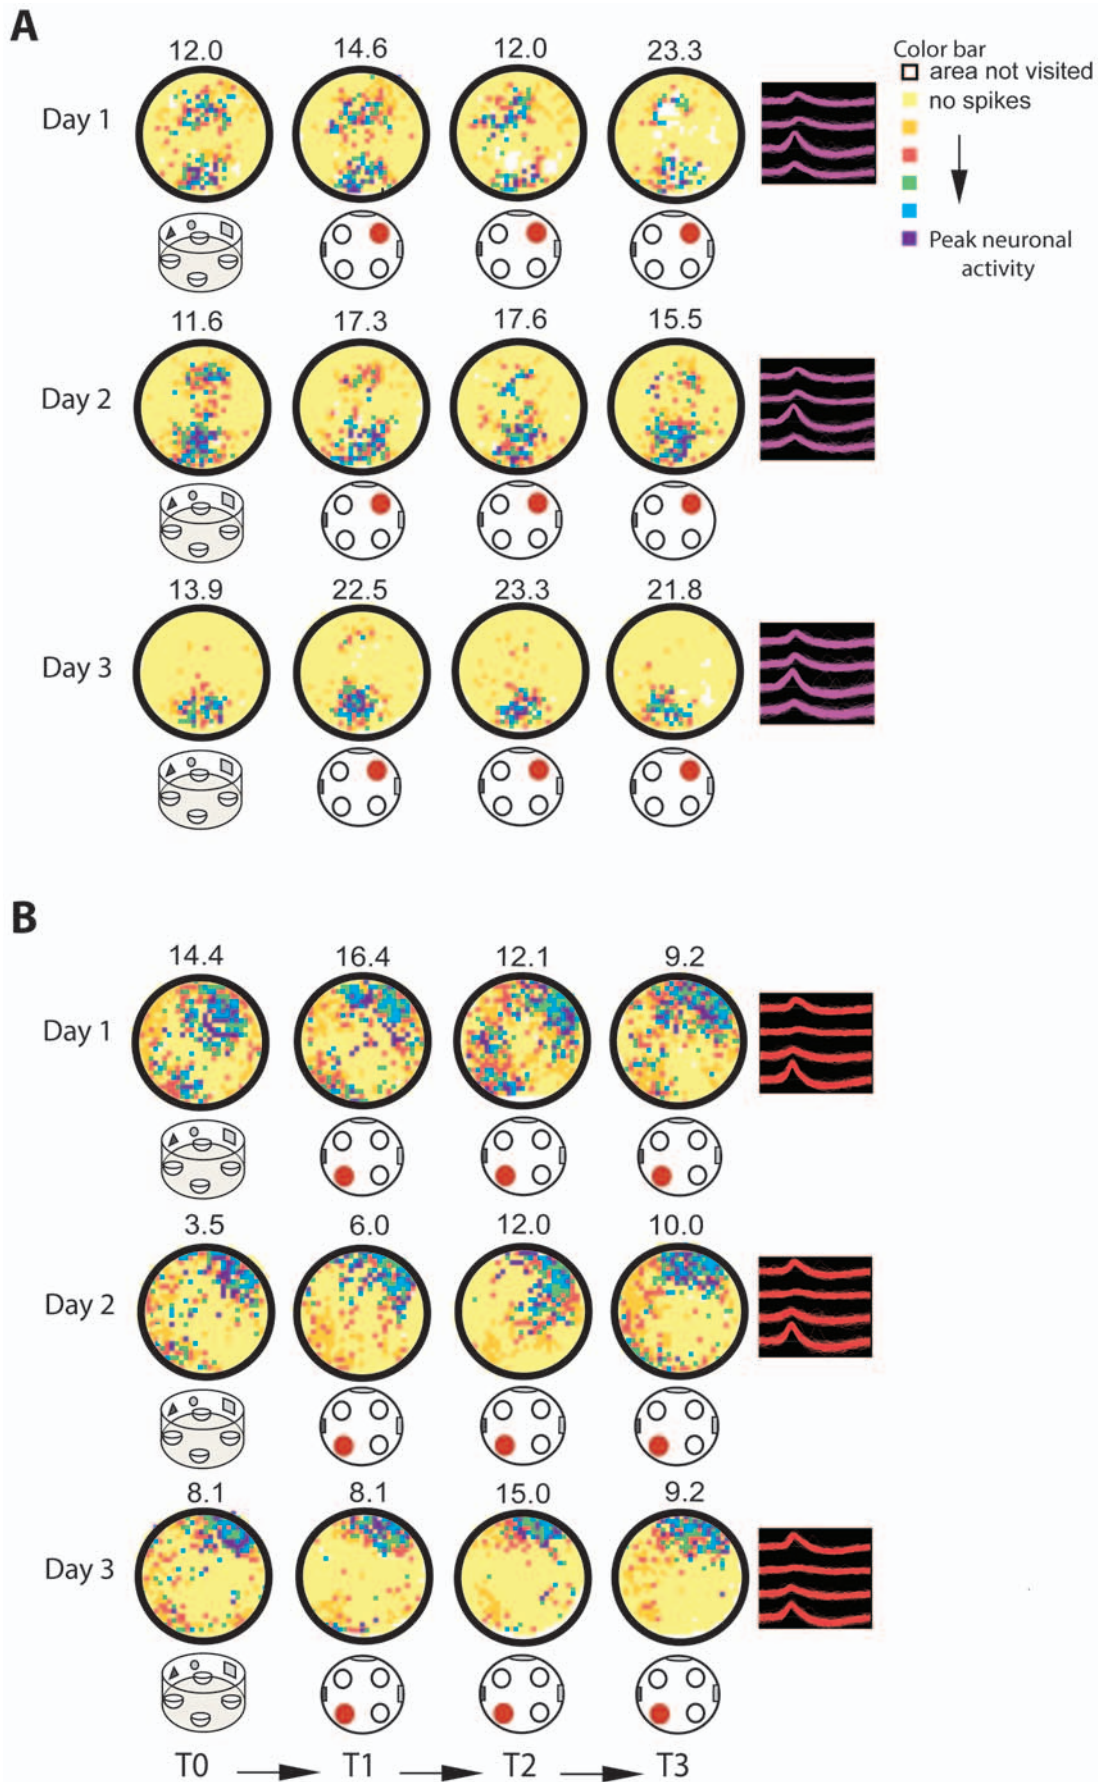 A
12.0 14.6 12.0 23.3
Color bar
area not visited
Day 1
no spikes
Peak neuronal
activity
11.6 17.3 17.6 15.5
Day 2
13.9 22.5 23.3 21.8
Day 3
B
14.4 16.4 12.1 9.2
Day 1
3.5 6.0 12.0 10.0
Day 2
8.1 8.1 15.0 9.2
Day 3
T0 T1 T2 T3